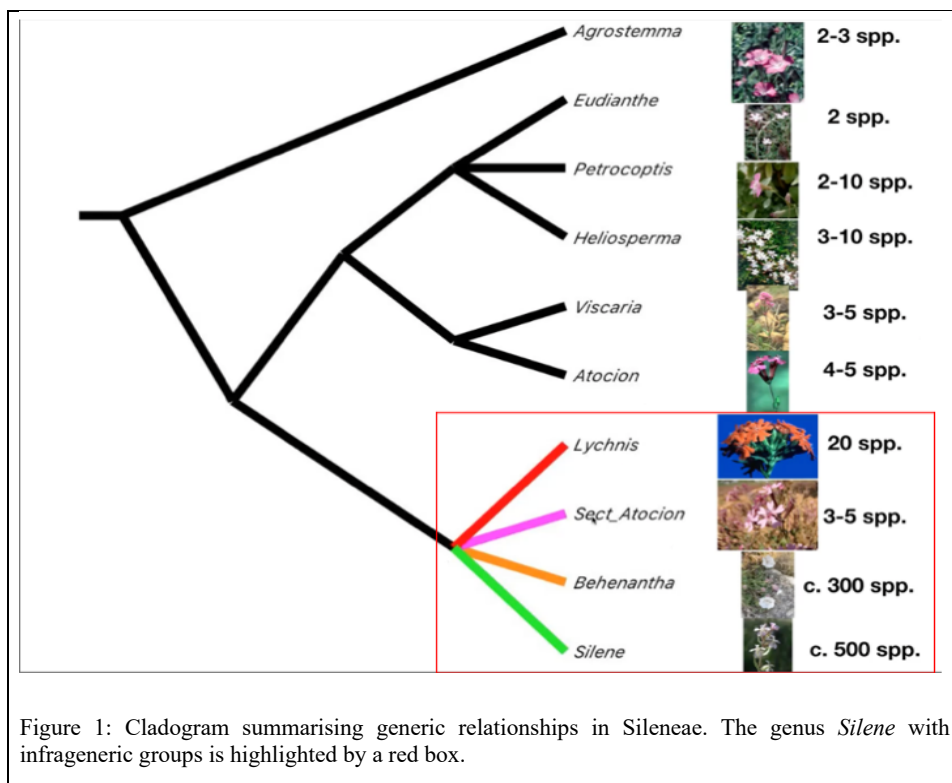 Agrostemma 2-3 spp.
Eudianthe 2 spp.
Petrocoptis 2-10 spp.
Heliosperma 3-10 spp.
Viscaria 3-5 spp.
Atocion 4-5 spp.
Lychnis 20 spp.
Sect_Atocion 3-5 spp.
Behenantha c. 300 spp.
Silene c. 500 spp.
Figure 1: Cladogram summarising generic relationships in Sileneae. The genus Silene with
infrageneric groups is highlighted by a red box.